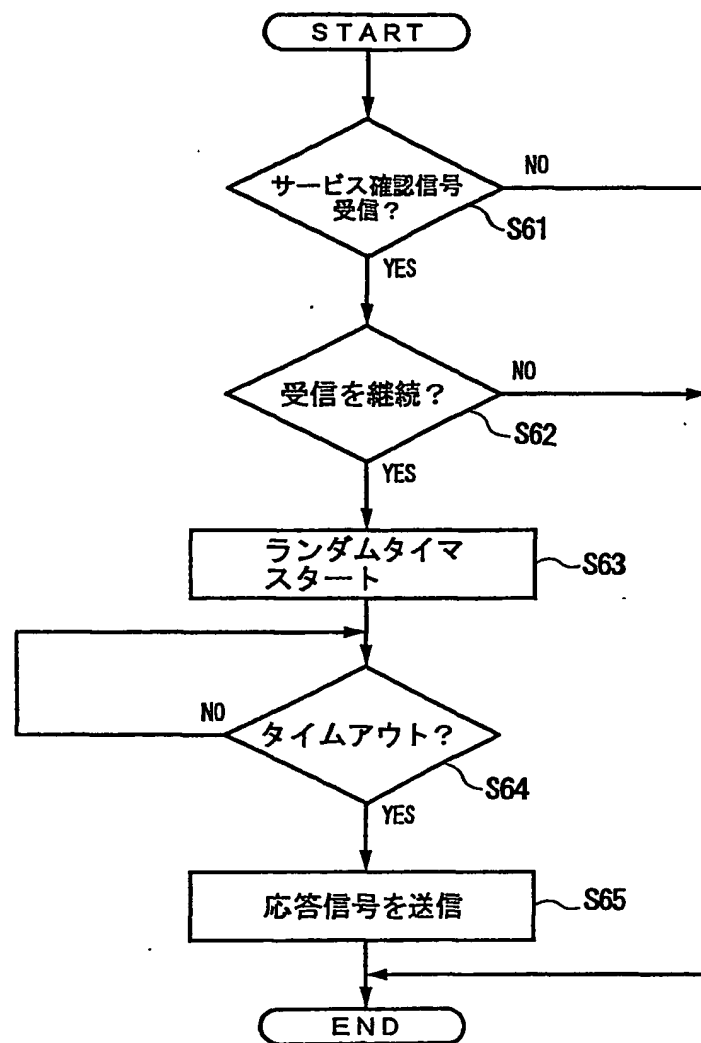 START
サービス確認信号
受信？
NO
S61
YES
受信を継続？
NO
S62
YES
ランダムタイマ
スタート
S63
NO
タイムアウト？
S64
YES
応答信号を送信
S65
END